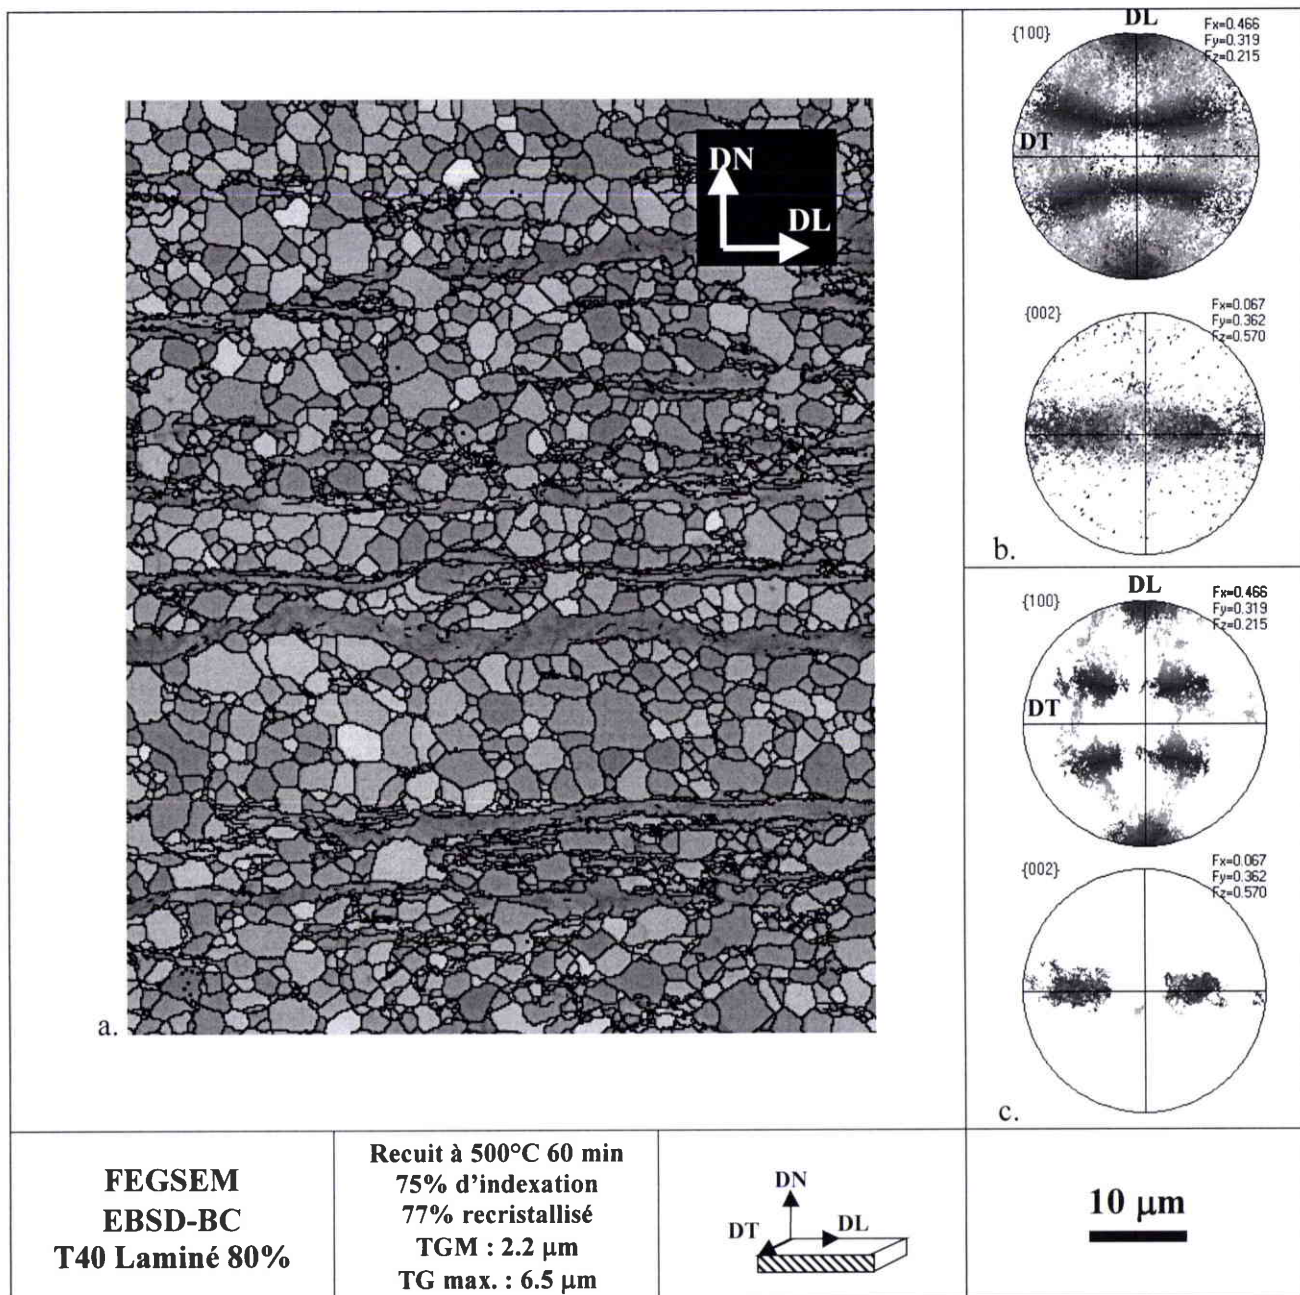 DN
DL
a.
DL
{100}
Fx=0.466
Fy=0.319
Fz=0.215
DT
{002}
Fx=0.067
Fy=0.362
Fz=0.570
b.
DL
{100}
Fx=0.466
Fy=0.319
Fz=0.215
DT
{002}
Fx=0.067
Fy=0.362
Fz=0.570
c.
FEGSEM
EBSD-BC
T40 Laminé 80%
Recuit à 500°C 60 min
75% d'indexation
77% recristallisé
TGM : 2.2 µm
TG max. : 6.5 µm
DN
DT
DL
10 µm